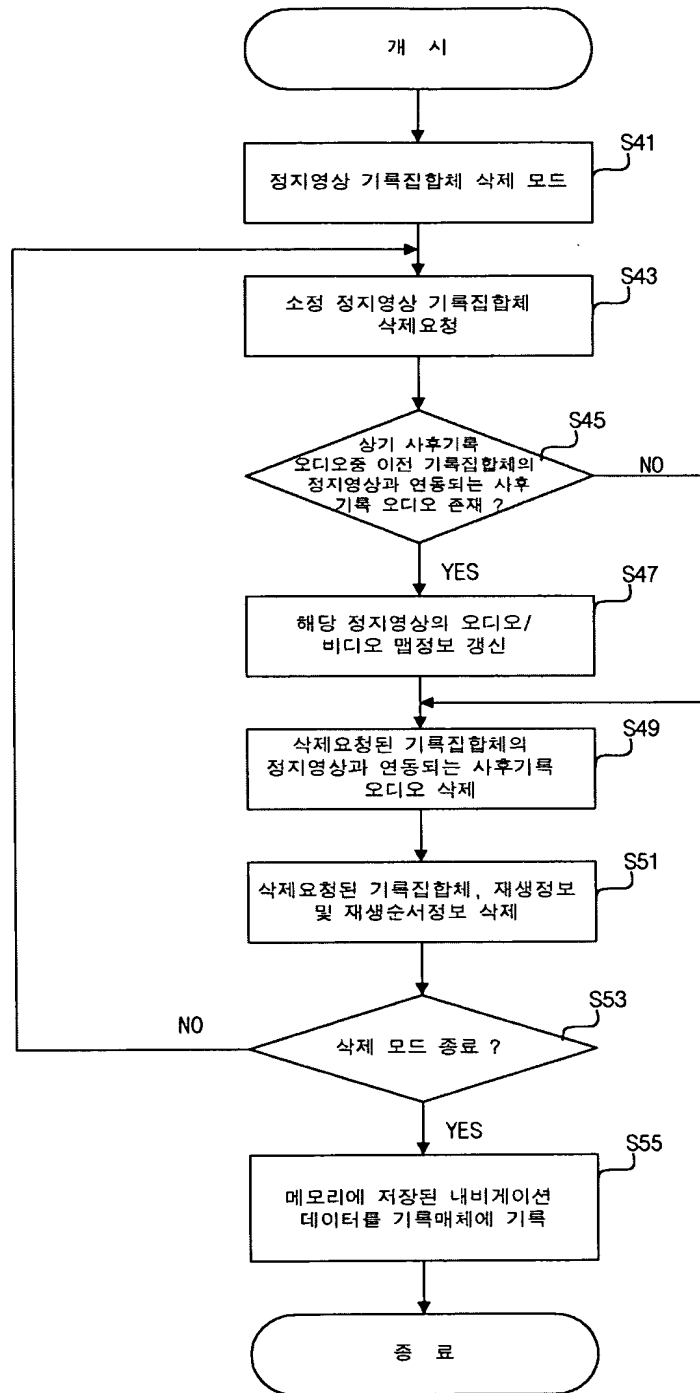 개 시
S41
정지영상 기록집합체 삭제 모드
S43
소정 정지영상 기록집합체
삭제요청
S45
상기 사후기록
오디오중 이전 기록집합체의
정지영상과 연동되는 사후
기록 오디오 존재 ?
NO
YES
S47
해당 정지영상의 오디오/
비디오 맵정보 갱신
S49
삭제요청된 기록집합체의
정지영상과 연동되는 사후기록
오디오 삭제
S51
삭제요청된 기록집합체, 재생정보
및 재생순서정보 삭제
S53
NO
삭제 모드 종료 ?
YES
S55
메모리에 저장된 내비게이션
데이터를 기록매체에 기록
종 료